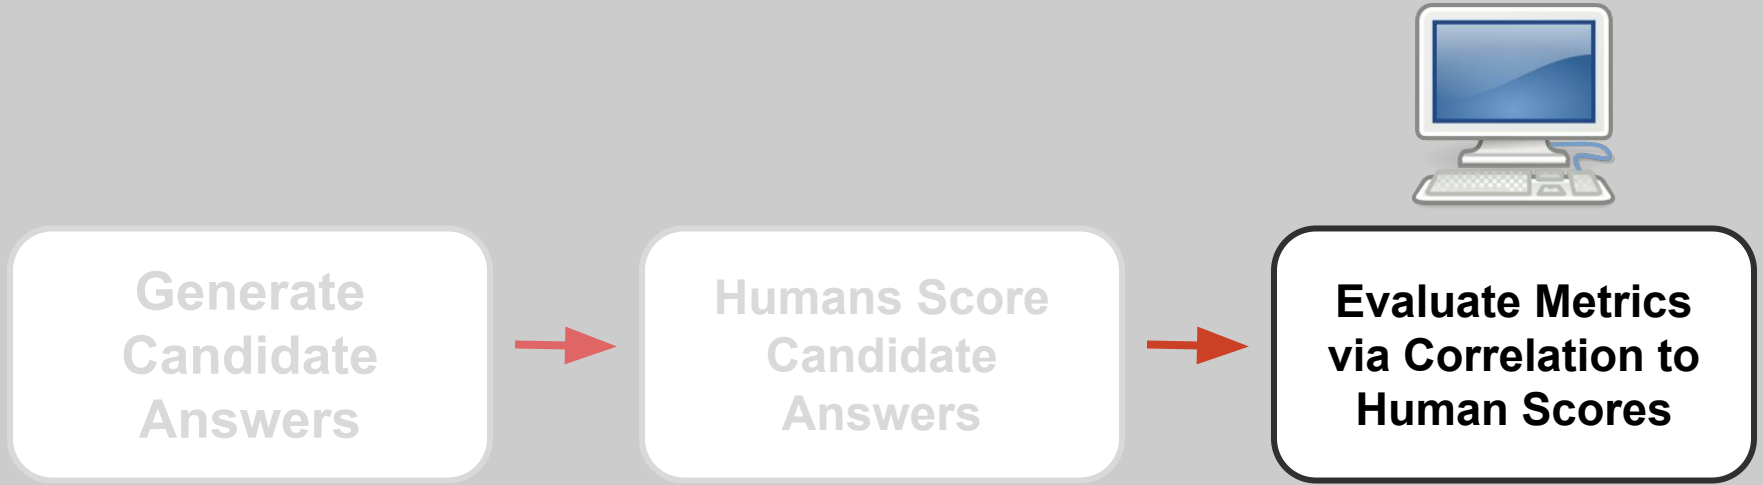 Generate
Candidate
Answers
Humans Score
Candidate
Answers
Evaluate Metrics
via Correlation to
Human Scores